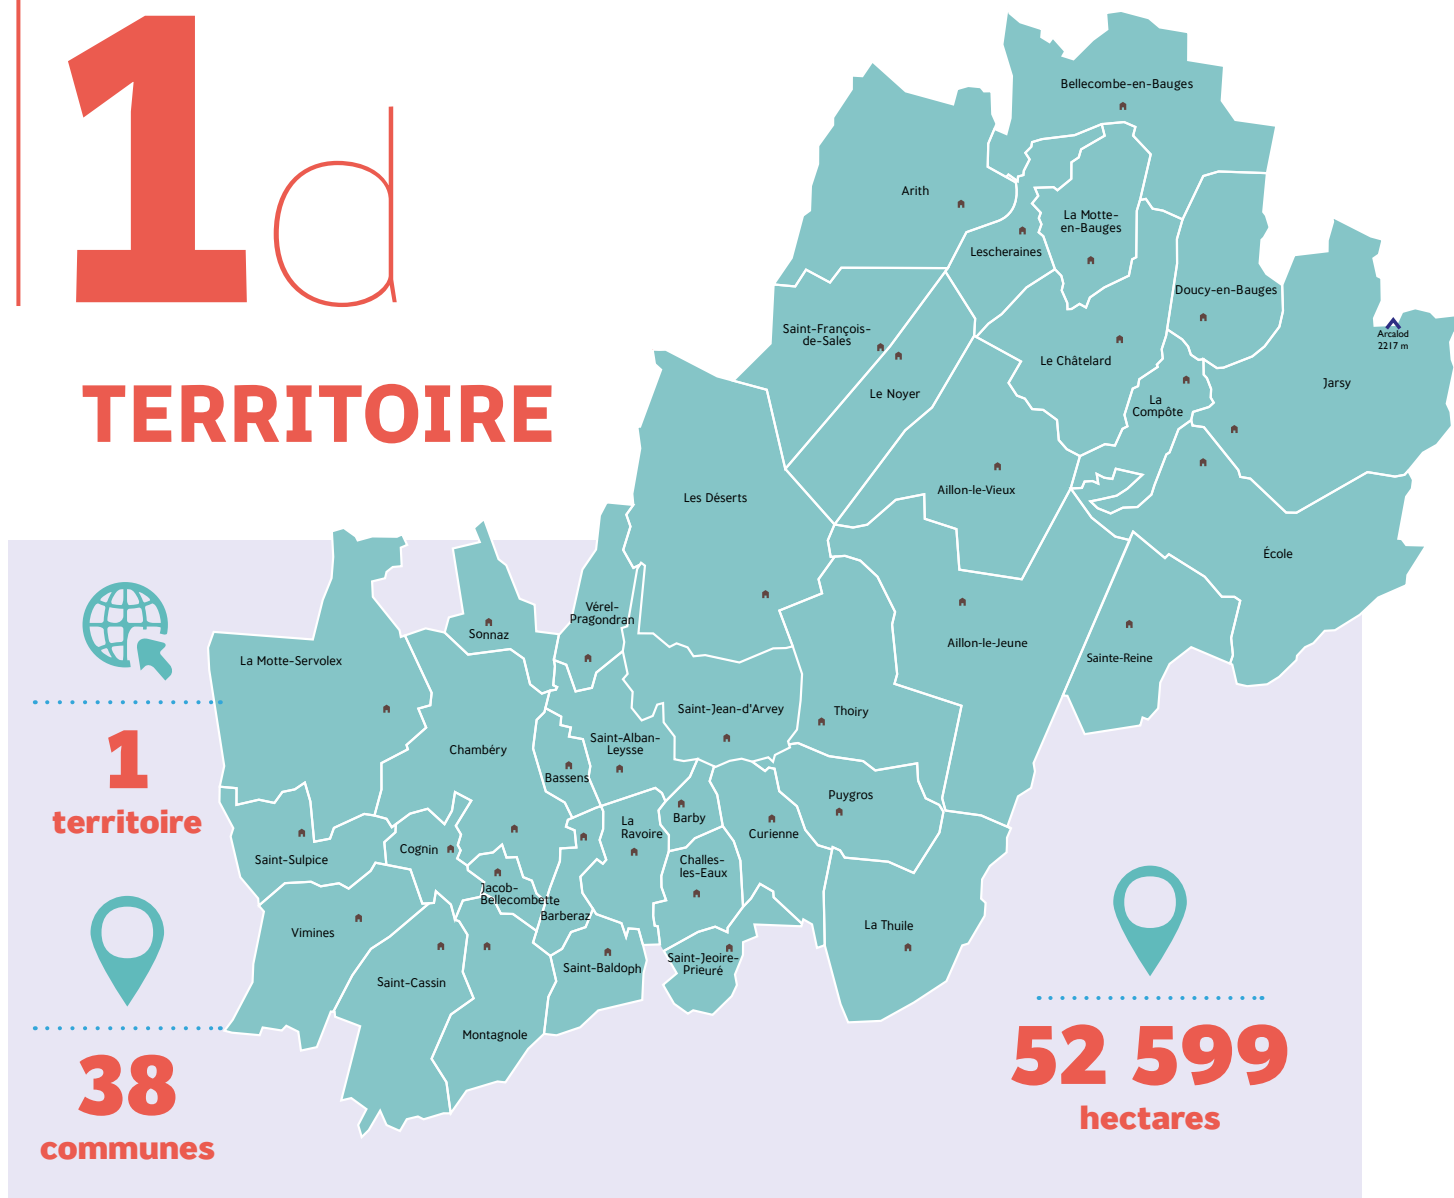 1d
TERRITOIRE
Bellecombe-en-Bauges
Arith
La Motte-
en-Bauges
Lescheraines
Doucy-en-Bauges
Saint-François-
de-Sales
Arcalod
2217 m
Le Châtelard
Jarsy
Le Noyer
La
Compôte
Aillon-le-Vieux
Les Déserts
École
Vérel-
Pragondran
Sonnaz
Aillon-le-Jeune
Sainte-Reine
La Motte-Servolex
Saint-Jean-d'Arvey
Thoiry
Chambéry
Saint-Alban-
Leysse
Bassens
Puygros
La
Ravoire
Barby
Curienne
Cognin
Saint-Sulpice
Challes-
les-Eaux
Jacob-
Bellecombette
Barberaz
Vimines
La Thuile
Saint-Baldoph
Saint-Jeoire-
Prieuré
Saint-Cassin
Montagnole
1
territoire
38
communes
52 599
hectares